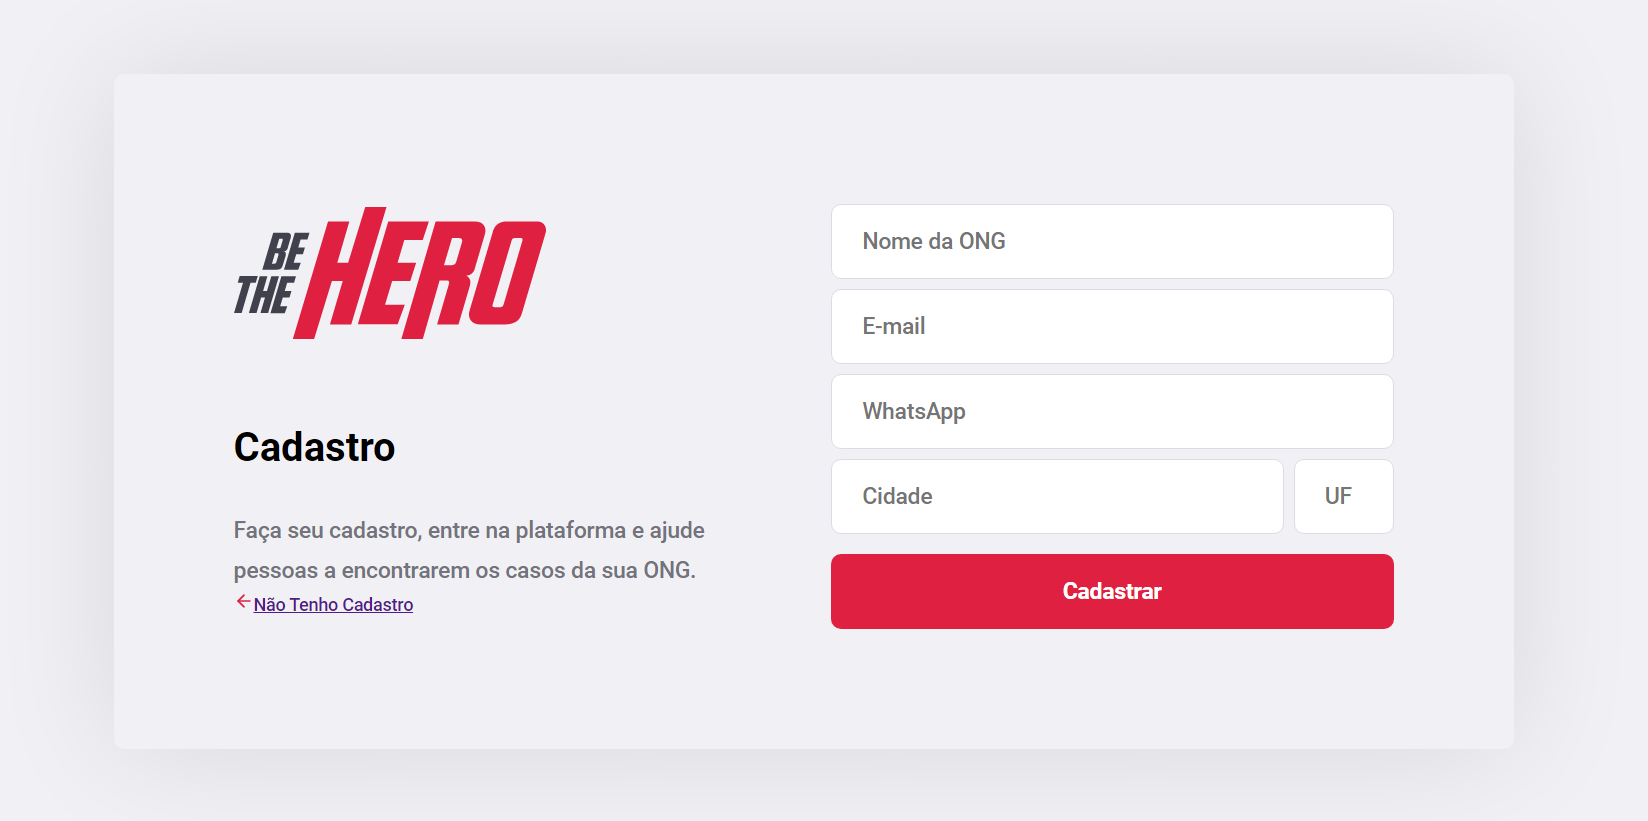 BE
THE
HERO
Cadastro
Faça seu cadastro, entre na plataforma e ajude
pessoas a encontrarem os casos da sua ONG.
Não Tenho Cadastro
Nome da ONG
E-mail
WhatsApp
Cidade
UF
Cadastrar